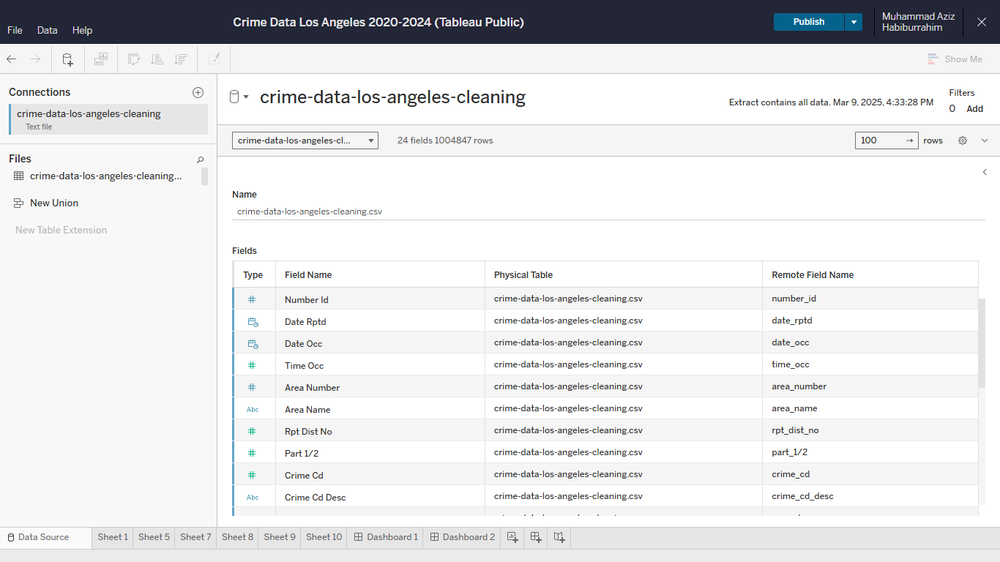 Crime Data Los Angeles 2020-2024 (Tableau Public)
File Data Help
Publish
Muhammad Aziz
Habiburrahim
Show Me
Connections
crime-data-los-angeles-cleaning
Text file
Files
crime-data-los-angeles-cleaning...
New Union
New Table Extension
crime-data-los-angeles-cleaning
Extract contains all data. Mar 9, 2025, 4:33:28 PM
Filters
0 Add
crime-data-los-angeles-cl...
24 fields 1004847 rows
100 rows
Name
crime-data-los-angeles-cleaning.csv
Fields
Type Field Name Physical Table Remote Field Name
# Number Id crime-data-los-angeles-cleaning.csv number_id
Date Rptd crime-data-los-angeles-cleaning.csv date_rptd
Date Occ crime-data-los-angeles-cleaning.csv date_occ
# Time Occ crime-data-los-angeles-cleaning.csv time_occ
# Area Number crime-data-los-angeles-cleaning.csv area_number
Abc Area Name crime-data-los-angeles-cleaning.csv area_name
# Rpt Dist No crime-data-los-angeles-cleaning.csv rpt_dist_no
# Part 1/2 crime-data-los-angeles-cleaning.csv part_1/2
# Crime Cd crime-data-los-angeles-cleaning.csv crime_cd
Abc Crime Cd Desc crime-data-los-angeles-cleaning.csv crime_cd_desc
Data Source Sheet 1 Sheet 5 Sheet 7 Sheet 8 Sheet 9 Sheet 10 Dashboard 1 Dashboard 2